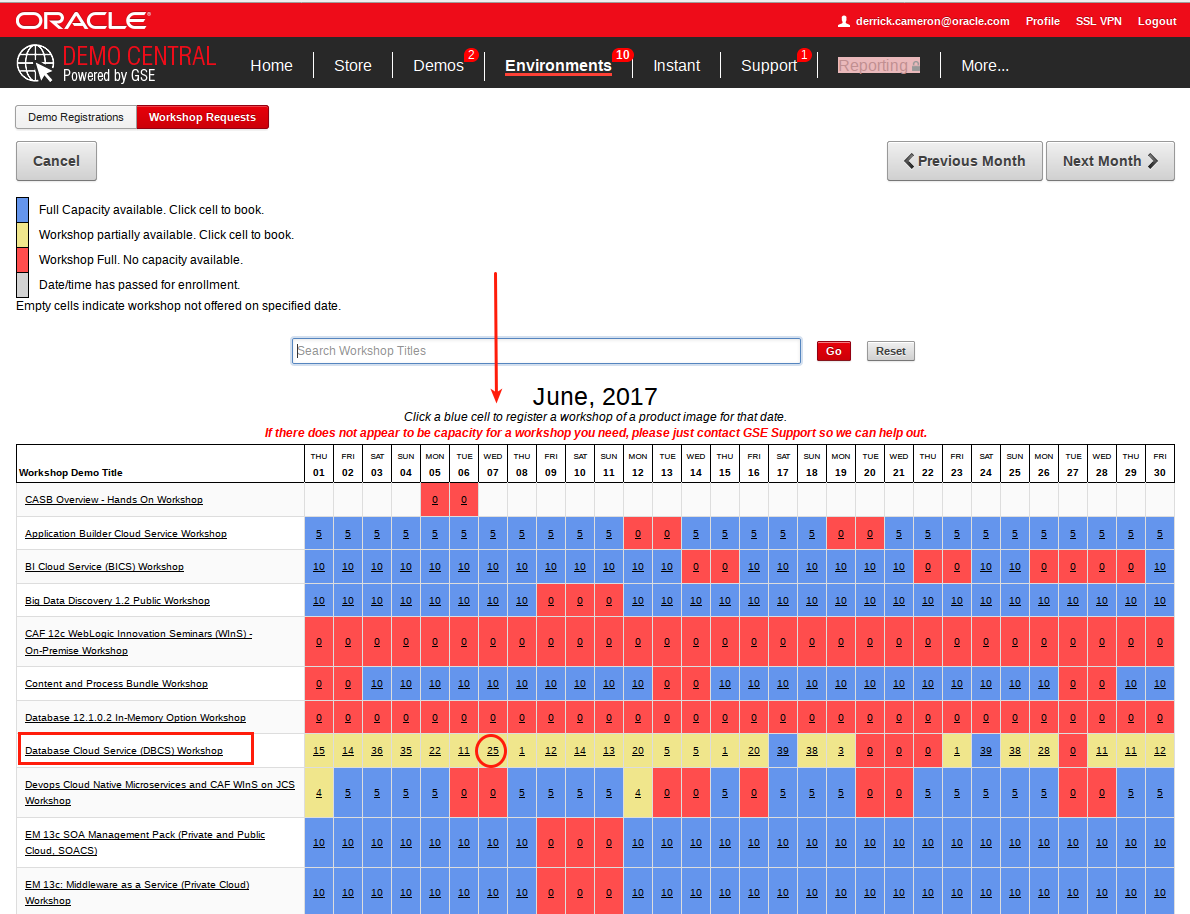 ORACLE®
derrick.cameron@oracle.com Profile SSL VPN Logout
DEMO CENTRAL
Powered by GSE
Home Store Demos 2 Environments 10 Instant Support 1 Reporting More...
Demo Registrations Workshop Requests
Cancel Previous Month Next Month
Full Capacity available. Click cell to book.
Workshop partially available. Click cell to book.
Workshop Full. No capacity available.
Date/time has passed for enrollment.
Empty cells indicate workshop not offered on specified date.
Search Workshop Titles Go Reset
June, 2017
Click a blue cell to register a workshop of a product image for that date.
If there does not appear to be capacity for a workshop you need, please just contact GSE Support so we can help out.
THU FRI SAT SUN MON TUE WED THU FRI SAT SUN MON TUE WED THU FRI SAT SUN MON TUE WED THU FRI SAT SUN MON TUE WED THU FRI
Workshop Demo Title 01 02 03 04 05 06 07 08 09 10 11 12 13 14 15 16 17 18 19 20 21 22 23 24 25 26 27 28 29 30
CASB Overview - Hands On Workshop 0 0
Application Builder Cloud Service Workshop 5 5 5 5 5 5 5 5 5 5 5 0 0 5 5 5 5 5 0 0 5 5 5 5 5 5 5 5 5 5
BI Cloud Service (BICS) Workshop 10 10 10 10 10 10 10 10 10 10 10 10 10 0 0 10 10 10 10 10 10 0 0 10 10 0 0 0 0 10
Big Data Discovery 1.2 Public Workshop 10 10 10 10 10 10 10 10 0 0 0 10 10 10 10 10 10 10 10 10 10 10 10 10 10 10 10 10 10 10
CAF 12c WebLogic Innovation Seminars (WInS) -
On-Premise Workshop 0 0 0 0 0 0 0 0 0 0 0 0 0 0 0 0 0 0 0 0 0 0 0 0 0 0 0 0 0 0
Content and Process Bundle Workshop 0 0 10 10 10 10 10 10 10 10 10 10 0 0 10 10 10 10 10 10 10 10 10 10 10 10 0 0 10 10
Database 12.1.0.2 In-Memory Option Workshop 0 0 0 0 0 0 0 0 0 0 0 0 0 0 0 0 0 0 0 0 0 0 0 0 0 0 0 0 0 0
Database Cloud Service (DBCS) Workshop 15 14 36 35 22 11 25 1 12 14 13 20 5 5 1 20 39 38 3 0 0 0 1 39 38 28 0 11 11 12
Devops Cloud Native Microservices and CAF WInS on JCS
Workshop 4 5 5 5 5 0 0 5 5 5 5 4 0 0 5 0 5 5 5 0 0 5 5 5 5 5 0 0 5 5
EM 13c SOA Management Pack (Private and Public
Cloud, SOACS) 10 10 10 10 10 10 10 10 0 0 0 10 10 10 10 10 10 10 10 10 10 10 10 10 10 10 10 10 10 10
EM 13c: Middleware as a Service (Private Cloud)
Workshop 10 10 10 10 10 10 10 10 0 0 0 10 10 10 10 10 10 10 10 10 10 10 10 10 10 10 10 10 10 10